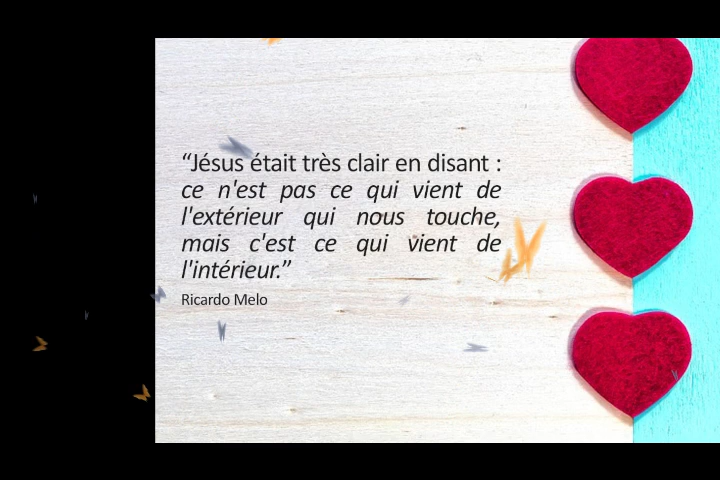 “Jésus était très clair en disant :
ce n'est pas ce qui vient de
l'extérieur qui nous touche,
mais c'est ce qui vient de
l'intérieur.”
Ricardo Melo